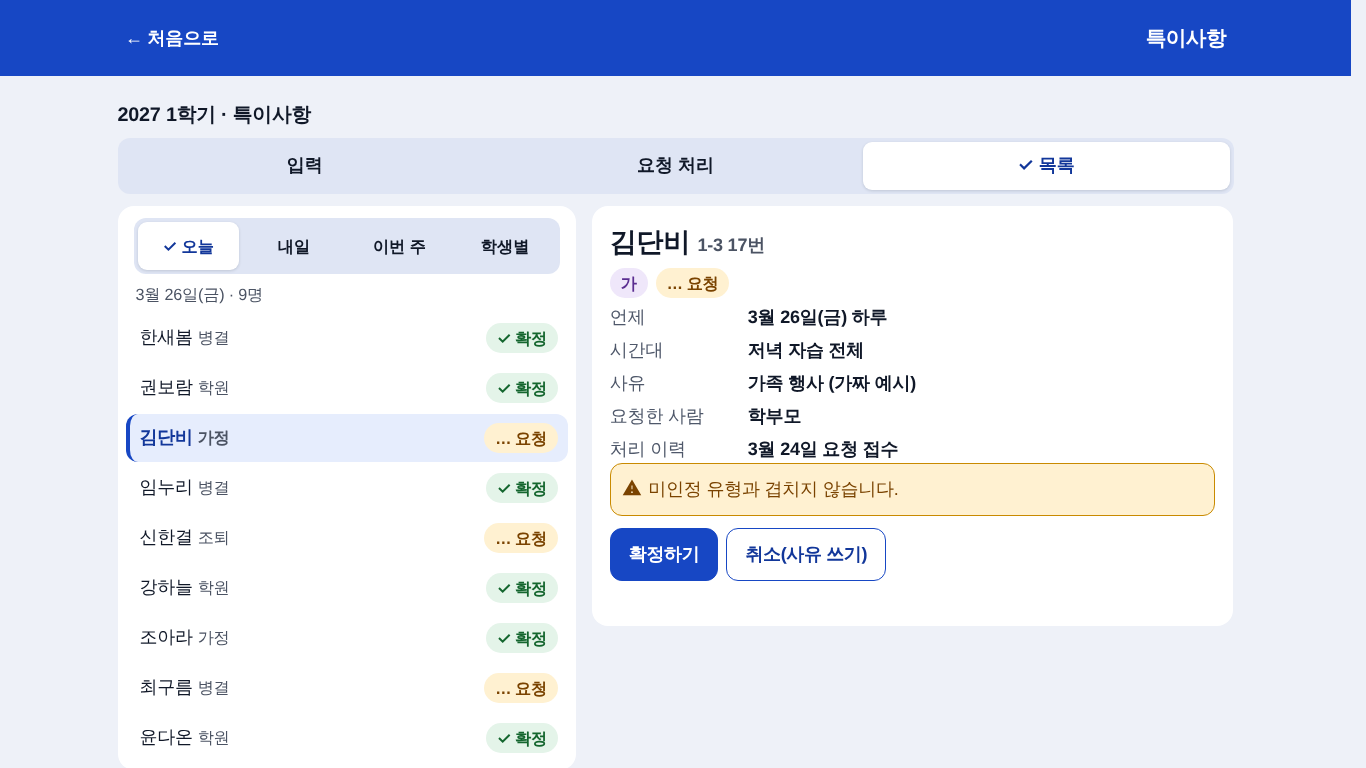 ← 처음으로
특이사항
2027 1학기 · 특이사항
입력
요청 처리
✓ 목록
✓ 오늘
내일
이번 주
학생별
3월 26일(금) · 9명
한새봄 병결 ✓ 확정
권보람 학원 ✓ 확정
김단비 가정 … 요청
임누리 병결 ✓ 확정
신한결 조퇴 … 요청
강하늘 학원 ✓ 확정
조아라 가정 ✓ 확정
최구름 병결 … 요청
윤다온 학원 ✓ 확정
김단비 1-3 17번
가 … 요청
언제 3월 26일(금) 하루
시간대 저녁 자습 전체
사유 가족 행사 (가짜 예시)
요청한 사람 학부모
처리 이력 3월 24일 요청 접수
미인정 유형과 겹치지 않습니다.
확정하기
취소(사유 쓰기)